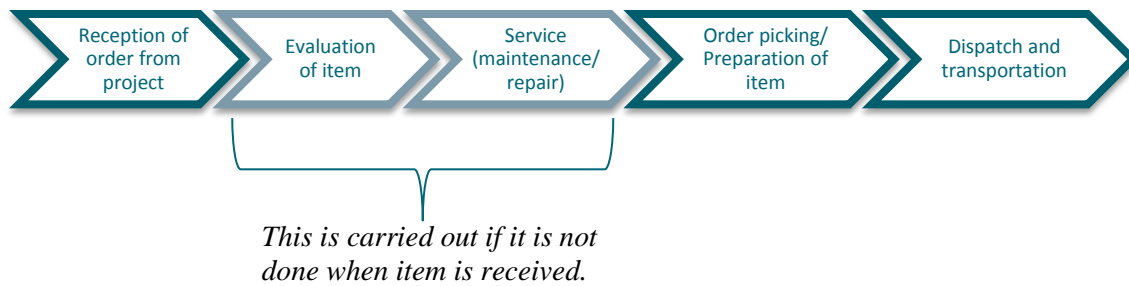 Reception of
order from
project
Evaluation
of item
Service
(maintenance/
repair)
Order picking/
Preparation of
item
Dispatch and
transportation
This is carried out if it is not
done when item is received.